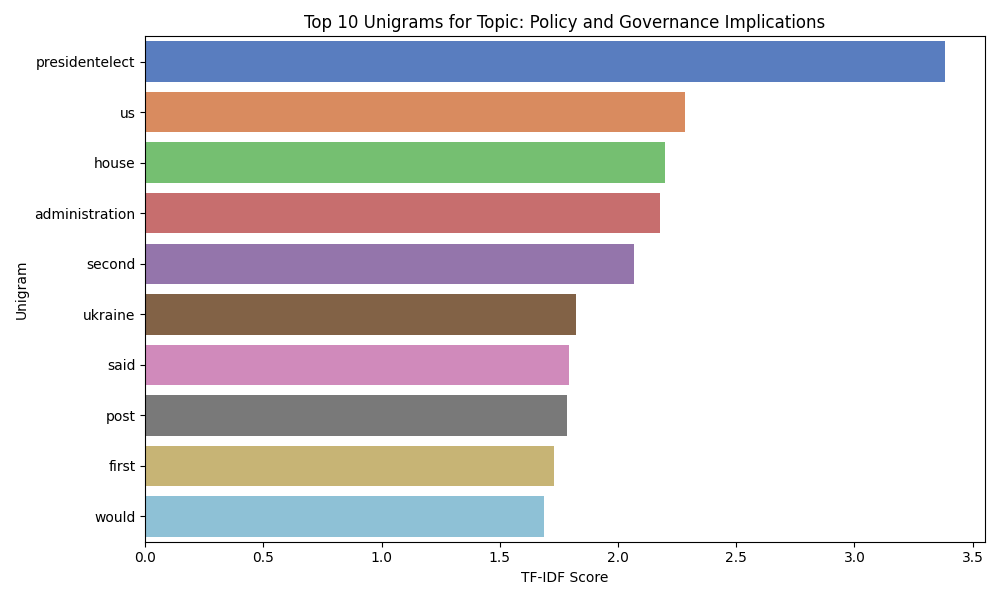 Top 10 Unigrams for Topic: Policy and Governance Implications
Unigram
presidentelect
us
house
administration
second
ukraine
said
post
first
would
0.0 0.5 1.0 1.5 2.0 2.5 3.0 3.5
TF-IDF Score